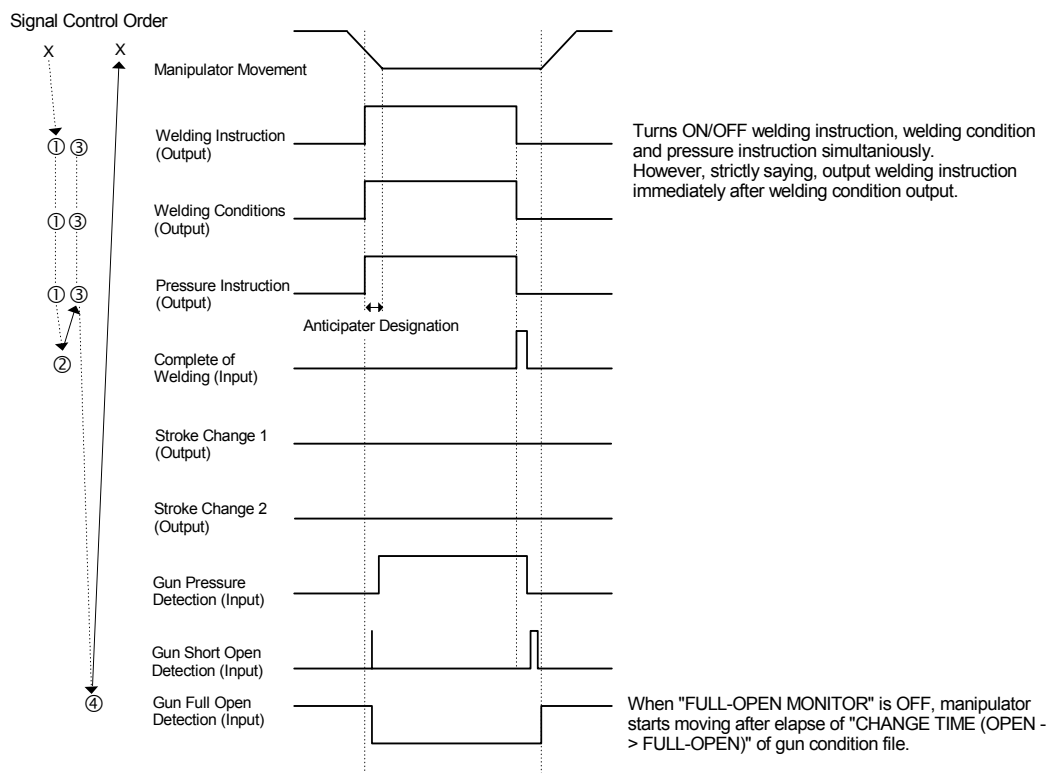 Signal Control Order
X X
Manipulator Movement
Welding Instruction
(Output)
① ③
Turns ON/OFF welding instruction, welding condition
and pressure instruction simultaniously.
However, strictly saying, output welding instruction
immediately after welding condition output.
Welding Conditions
(Output)
① ③
Pressure Instruction
(Output)
① ③
Anticipater Designation
②
Complete of
Welding (Input)
Stroke Change 1
(Output)
Stroke Change 2
(Output)
Gun Pressure
Detection (Input)
Gun Short Open
Detection (Input)
④
Gun Full Open
Detection (Input)
When "FULL-OPEN MONITOR" is OFF, manipulator
starts moving after elapse of "CHANGE TIME (OPEN -
> FULL-OPEN)" of gun condition file.